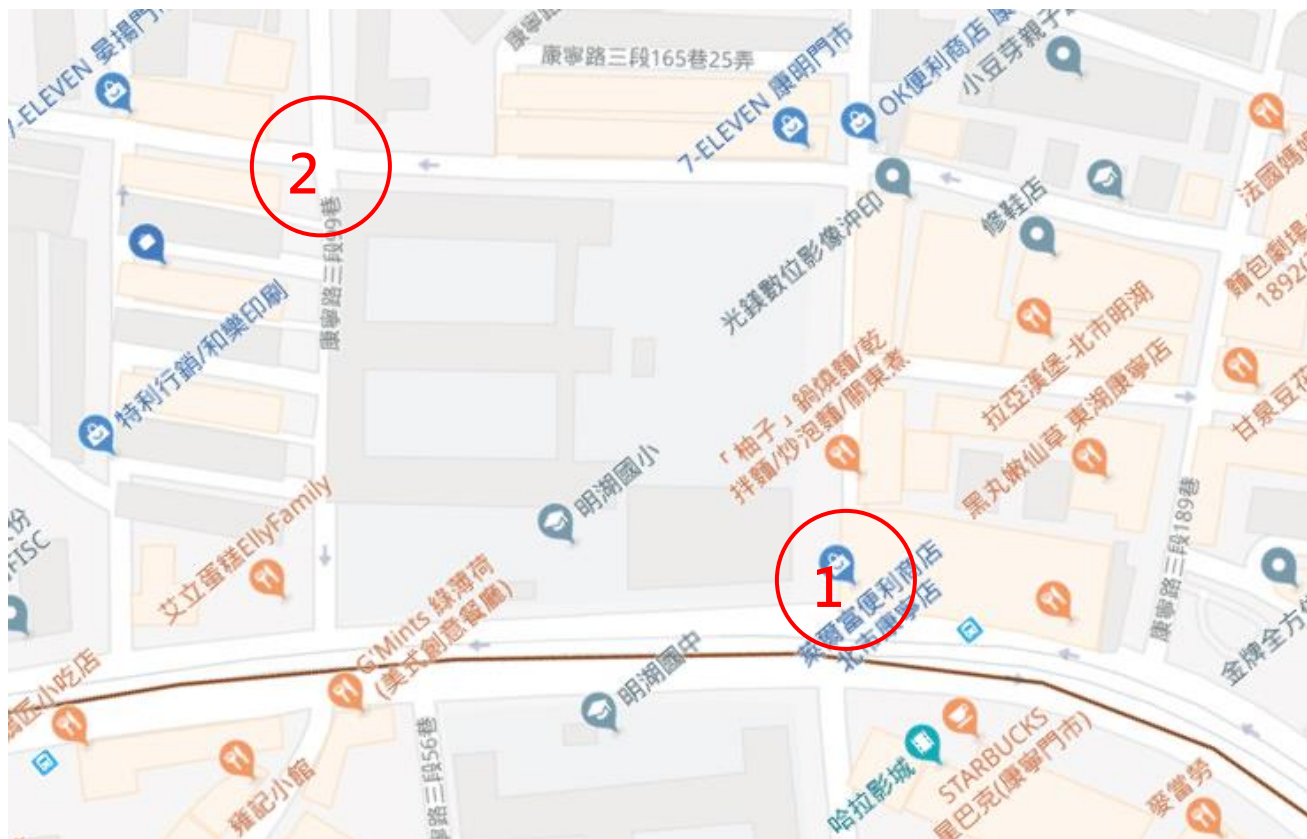 7-ELEVEN 晏揚門市
康寧路三段165巷25弄
7-ELEVEN 康明門市
OK便利商店
小豆芽親子
法國媽媽
2
康寧路三段99巷
光鎂數位影像沖印
修鞋店
麵包劇場
1892/
特利行銷/和樂印刷
拉亞漢堡-北市明湖
「柚子」鍋燒麵/乾
拌麵/炒泡麵/關東煮
黑丸嫩仙草 東湖康寧店
甘泉豆花
明湖國小
FISC
艾立蛋糕EllyFamily
G'Mints 綠薄荷
(美式創意餐廳)
1
萊爾富便利商店
北市康寧店
康寧路三段189巷
金牌全方位
匠小吃店
明湖國中
寧路三段56巷
雍記小館
哈拉影城
STARBUCKS
星巴克(康寧門市)
麥當勞